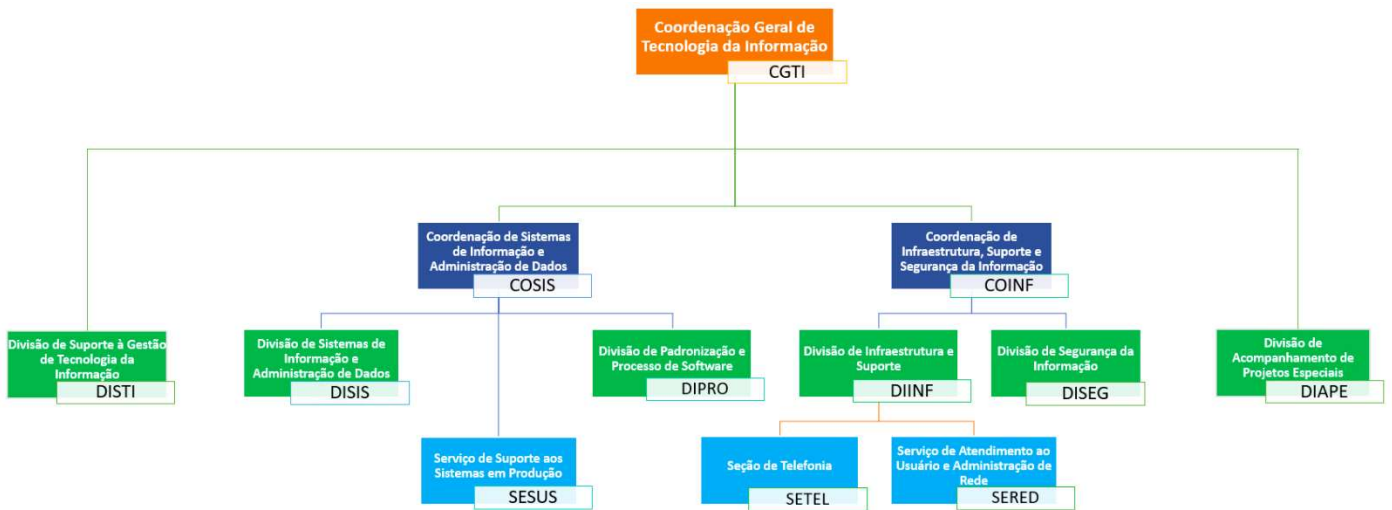 Coordenação Geral de
Tecnologia da Informação
CGTI
Coordenação de Sistemas
de Informação e
Administração de Dados
COSIS
Coordenação de
Infraestrutura, Suporte e
Segurança da Informação
COINF
Divisão de Suporte à Gestão
de Tecnologia da
Informação
DISTI
Divisão de Sistemas de
Informação e
Administração de Dados
DISIS
Divisão de Padronização e
Processo de Software
DIPRO
Divisão de Infraestrutura e
Suporte
DIINF
Divisão de Segurança da
Informação
DISEG
Divisão de
Acompanhamento de
Projetos Especiais
DIAPE
Serviço de Suporte aos
Sistemas em Produção
SESUS
Seção de Telefonia
SETEL
Serviço de Atendimento ao
Usuário e Administração de
Rede
SERED